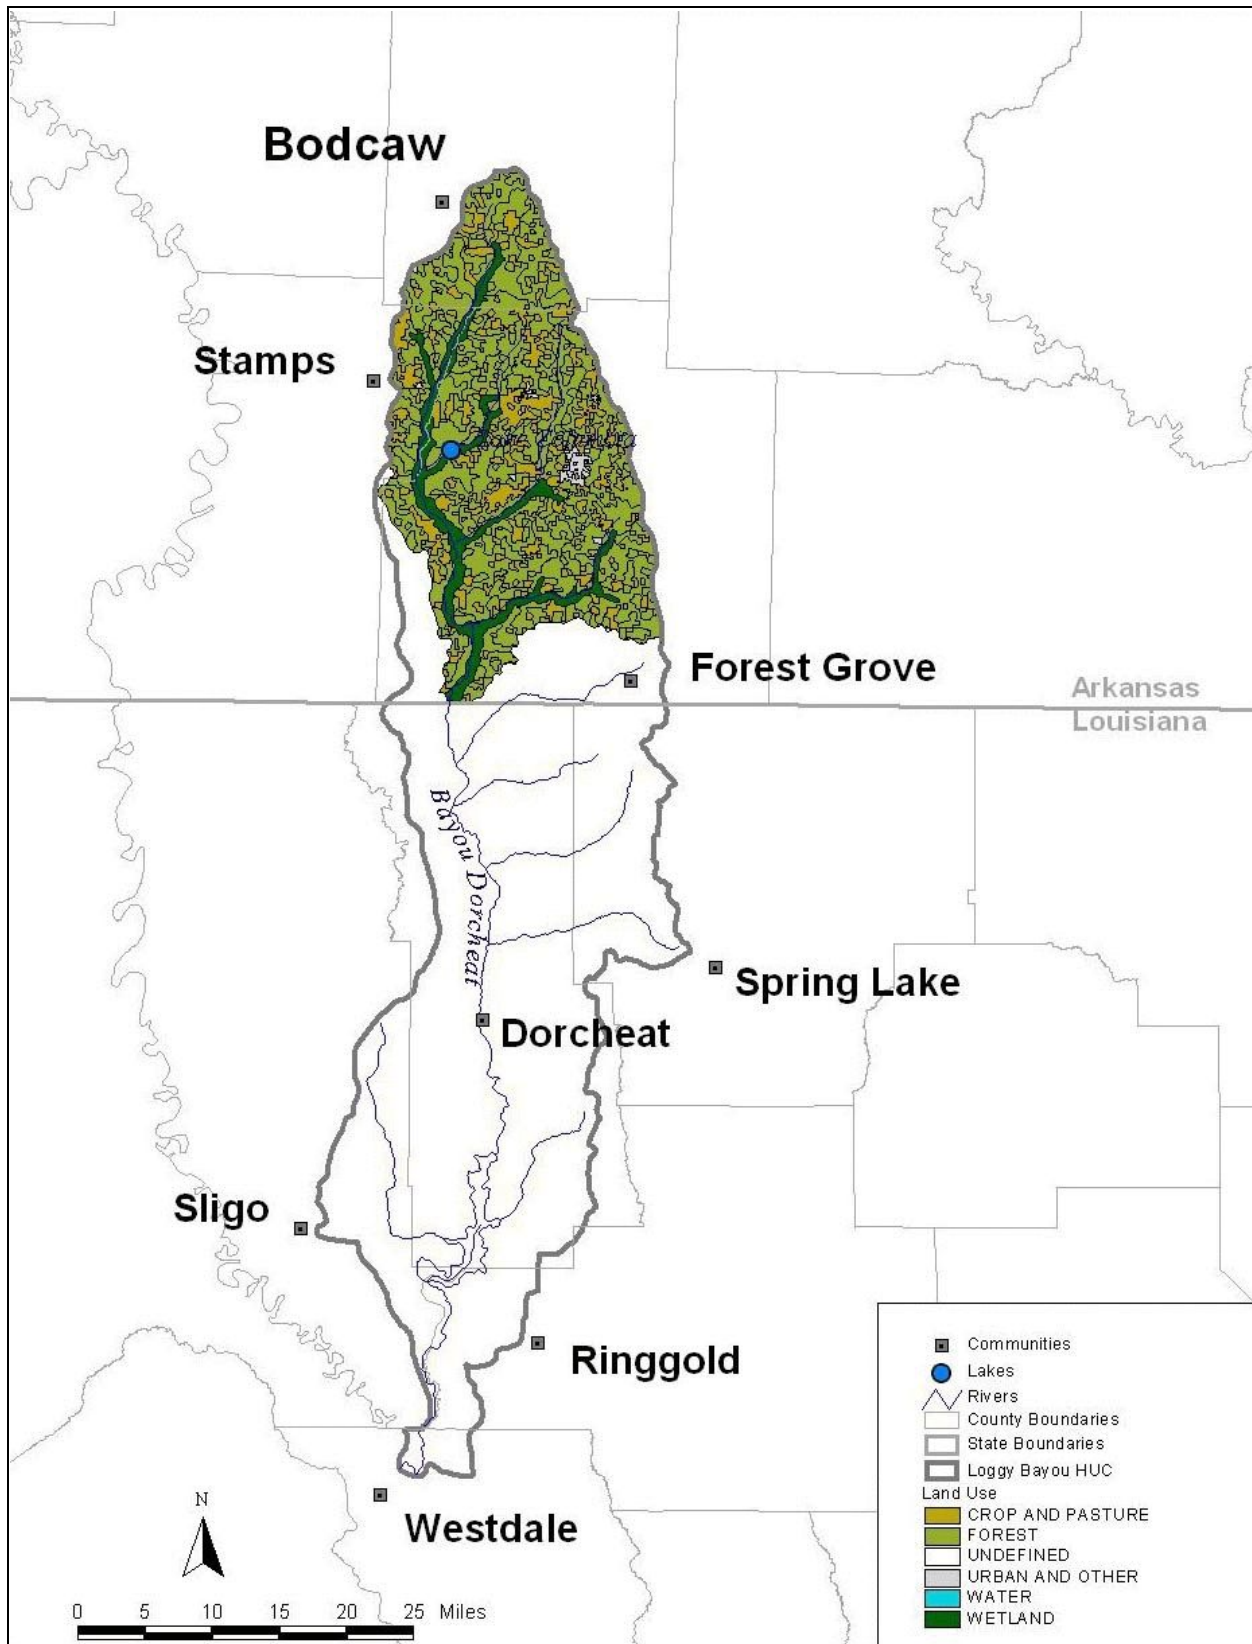 Bodcaw
Stamps
Lake Columbia
Forest Grove
Arkansas
Louisiana
Bayou Dorcheat
Spring Lake
Dorcheat
Sligo
Ringgold
Westdale
N
0 5 10 15 20 25 Miles
Communities
Lakes
Rivers
County Boundaries
State Boundaries
Loggy Bayou HUC
Land Use
CROP AND PASTURE
FOREST
UNDEFINED
URBAN AND OTHER
WATER
WETLAND